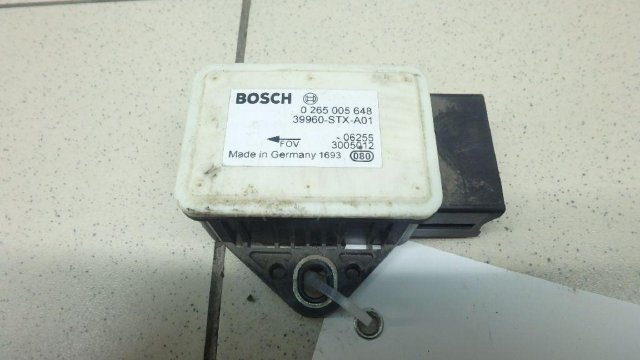 BOSCH
0 265 005 648
39960-STX-A01
- 06255
FOV 3005012
Made in Germany 1693 080